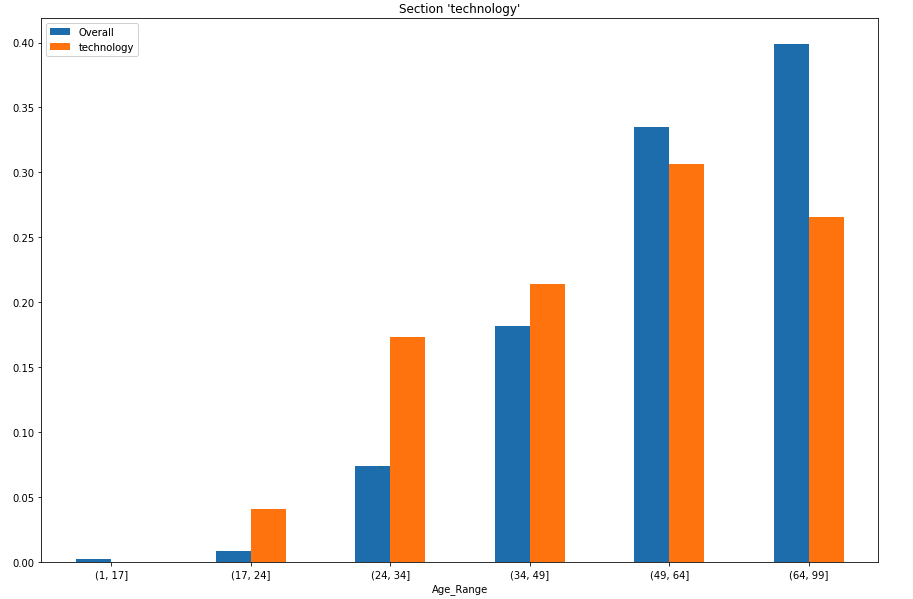 Section 'technology'
Overall
technology
0.40
0.35
0.30
0.25
0.20
0.15
0.10
0.05
0.00
(1, 17] (17, 24] (24, 34] (34, 49] (49, 64] (64, 99]
Age_Range